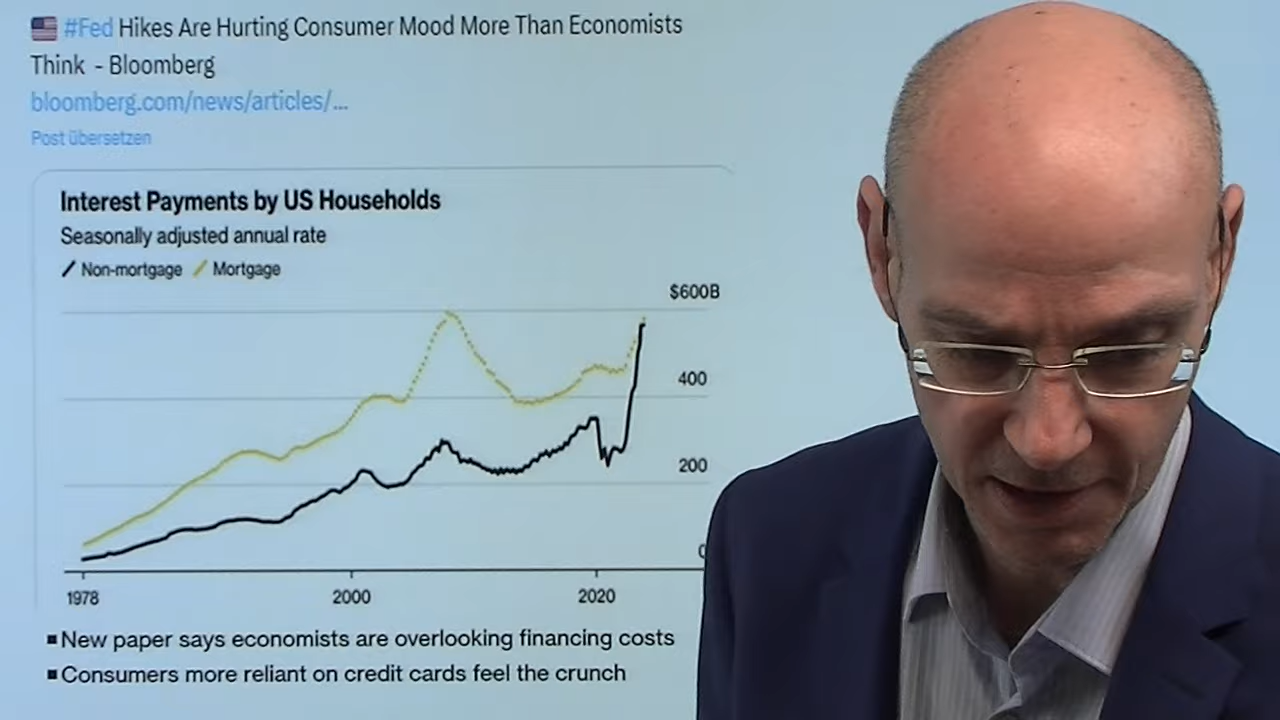 #Fed Hikes Are Hurting Consumer Mood More Than Economists
Think - Bloomberg
bloomberg.com/news/articles/...
Post übersetzen
Interest Payments by US Households
Seasonally adjusted annual rate
Non-mortgage Mortgage
$600B
400
200
0
1978 2000 2020
▪New paper says economists are overlooking financing costs
▪Consumers more reliant on credit cards feel the crunch